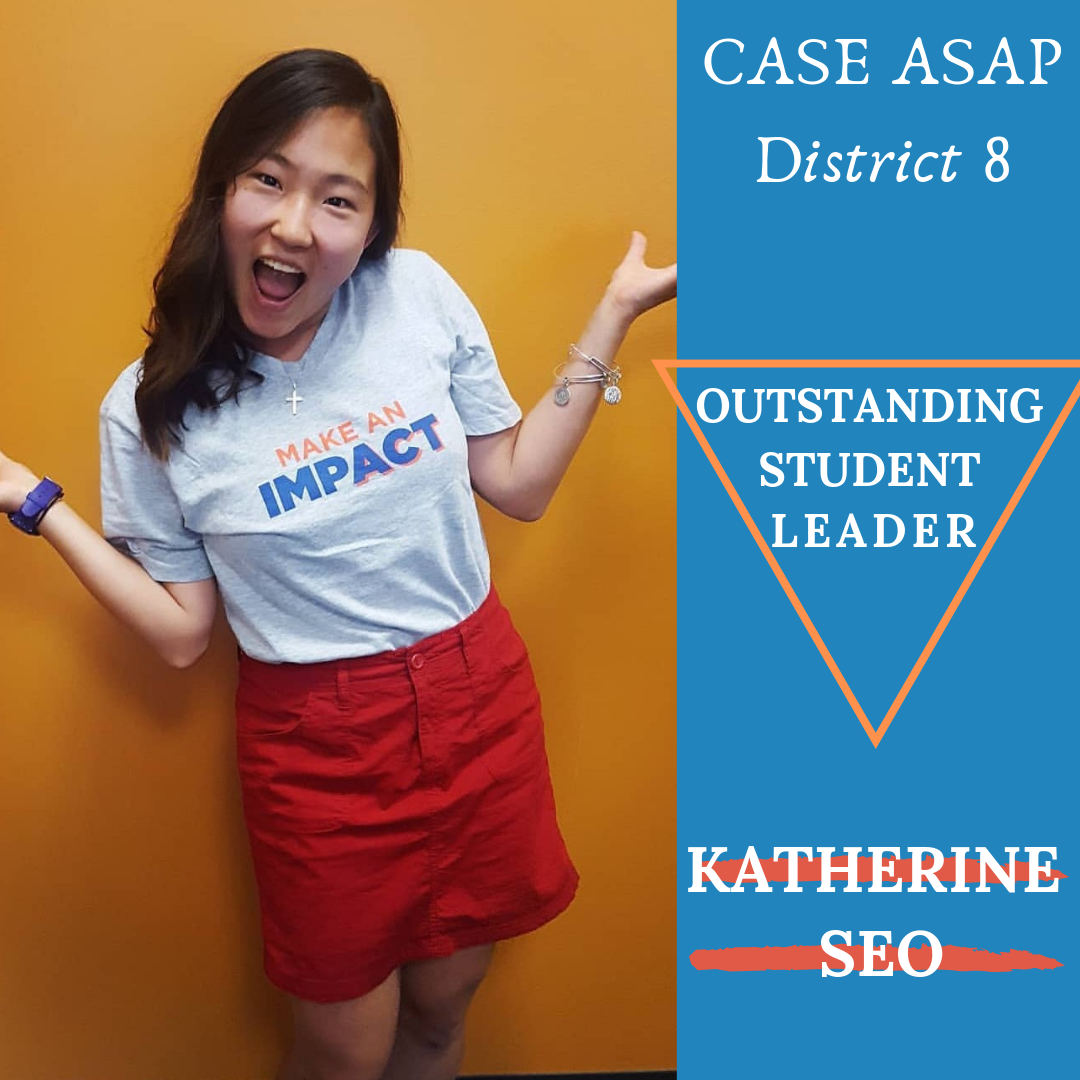 CASE ASAP
District 8
OUTSTANDING
STUDENT
LEADER
MAKE AN
IMPACT
KATHERINE
SEO